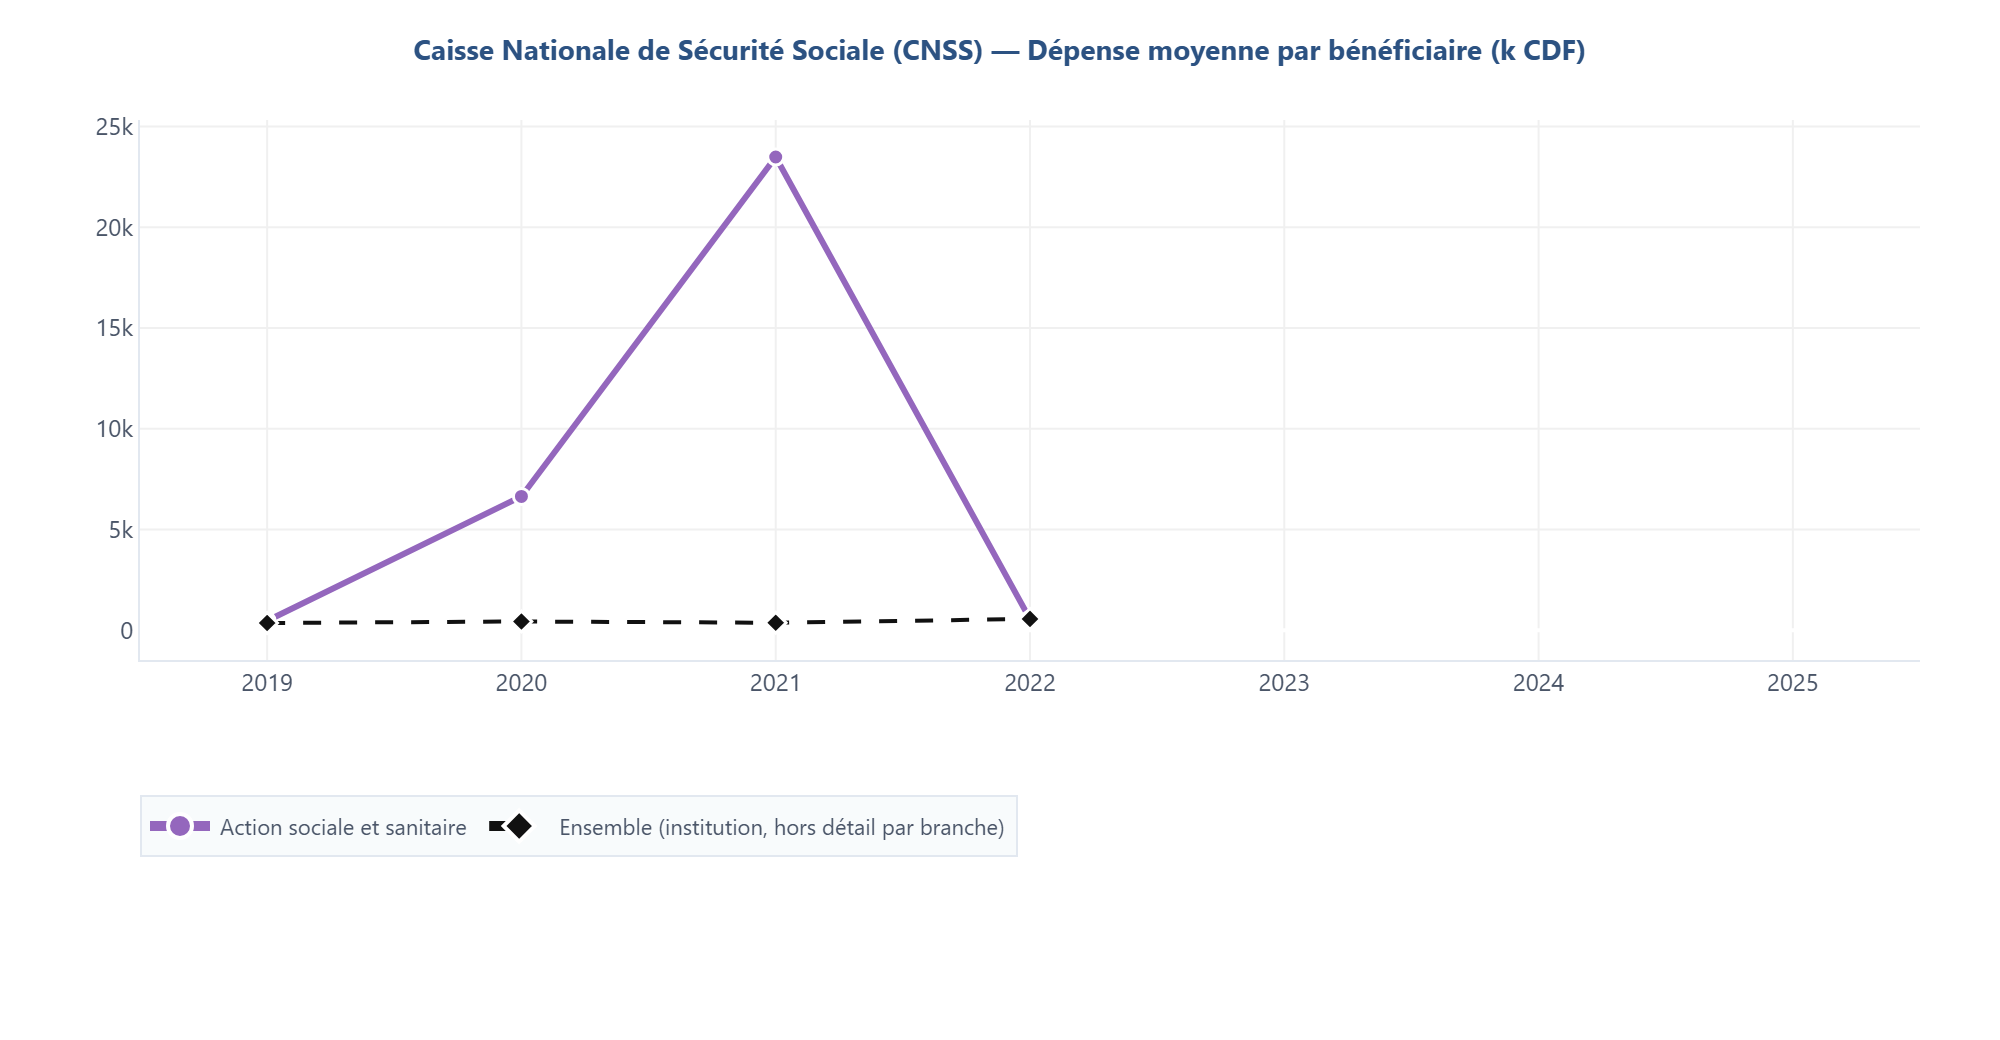 Caisse Nationale de Sécurité Sociale (CNSS) — Dépense moyenne par bénéficiaire (k CDF)
25k
20k
15k
10k
5k
0
2019 2020 2021 2022 2023 2024 2025
Action sociale et sanitaire Ensemble (institution, hors détail par branche)